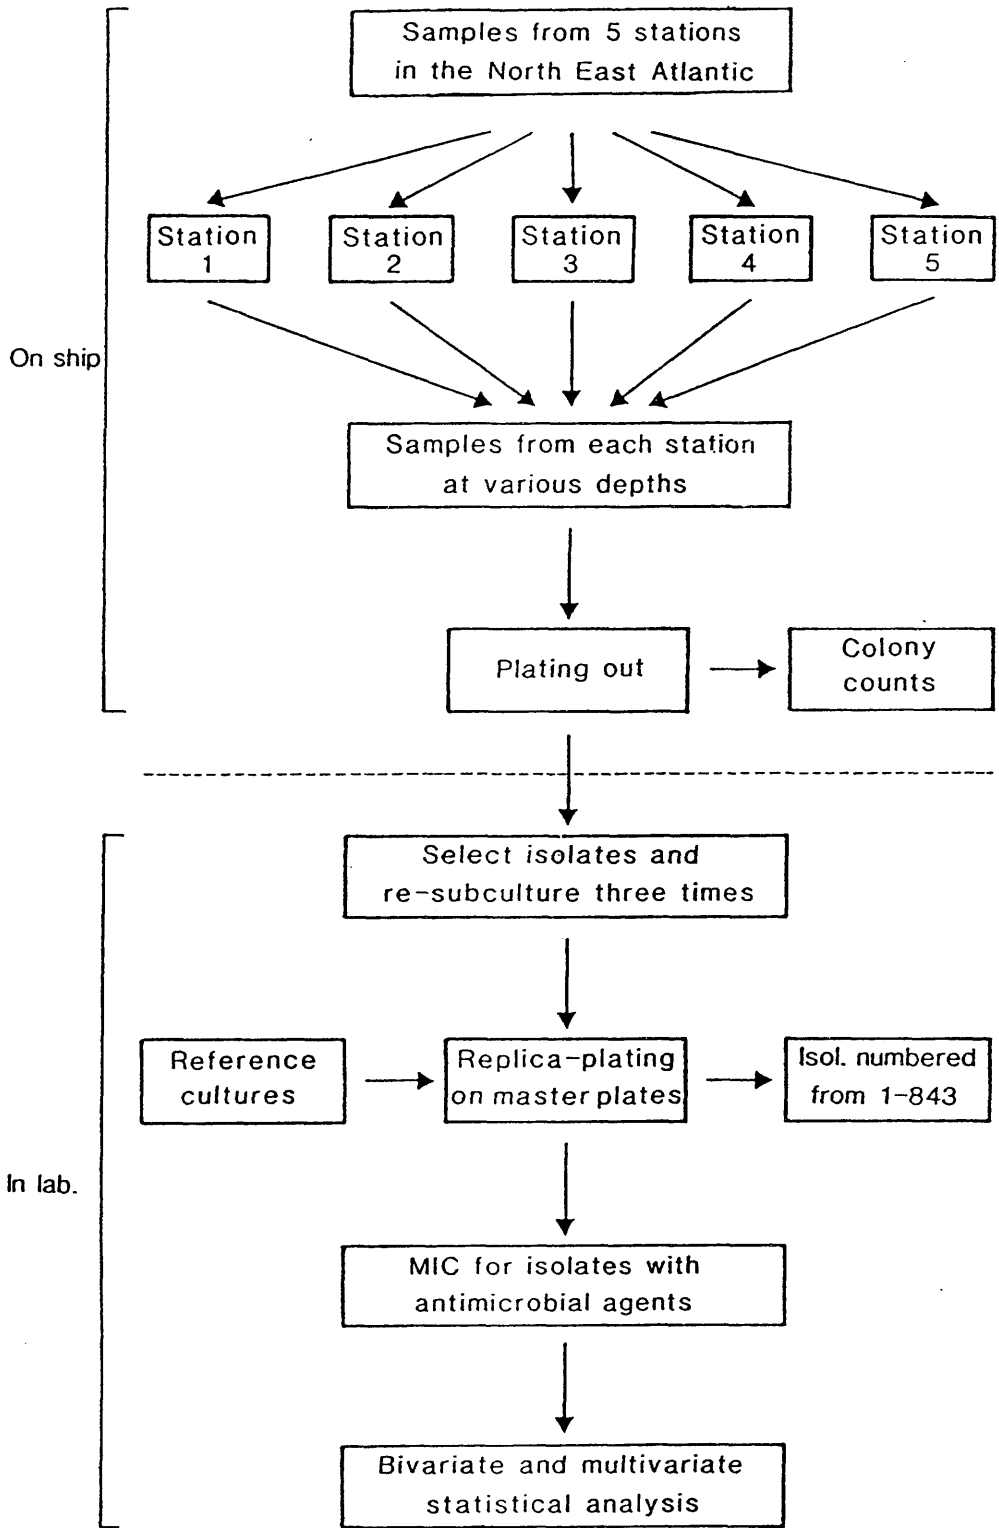 Samples from 5 stations
in the North East Atlantic
Station
1
Station
2
Station
3
Station
4
Station
5
On ship
Samples from each station
at various depths
Plating out
Colony
counts
Select isolates and
re-subculture three times
Reference
cultures
Replica-plating
on master plates
Isol. numbered
from 1-843
In lab.
MIC for isolates with
antimicrobial agents
Bivariate and multivariate
statistical analysis